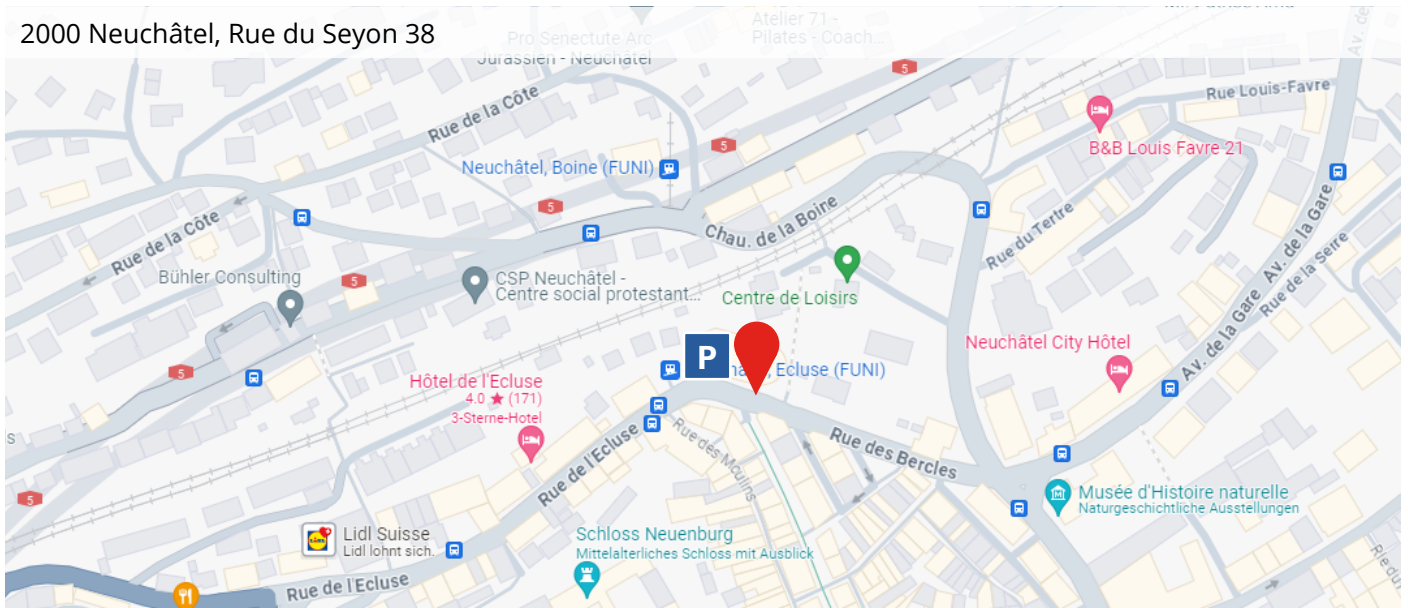 2000 Neuchâtel, Rue du Seyon 38
Atelier 71 -
Pilates - Coach...
Pro Senectute Arc
Jurassien - Neuchâtel
Av. de
5
Rue de la Côte
Rue Louis-Favre
5
B&B Louis Favre 21
Neuchâtel, Boine (FUNI)
5
Rue de la Côte
Chau. de la Boine
Rue du Tertre
Av. de la Gare
Rue de la Serre
Bühler Consulting
5
CSP Neuchâtel -
Centre social protestant...
Centre de Loisirs
Av. de la Gare
Neuchâtel City Hôtel
P
Ecluse (FUNI)
5
Hôtel de l'Ecluse
4.0 ★ (171)
3-Sterne-Hotel
Rue de l'Ecluse
Rue des Moulins
Rue des Bercles
5
Musée d'Histoire naturelle
Naturgeschichtliche Ausstellungen
Lidl Suisse
Lidl lohnt sich.
Schloss Neuenburg
Mittelalterliches Schloss mit Ausblick
Rue de l'Ecluse
Rie du